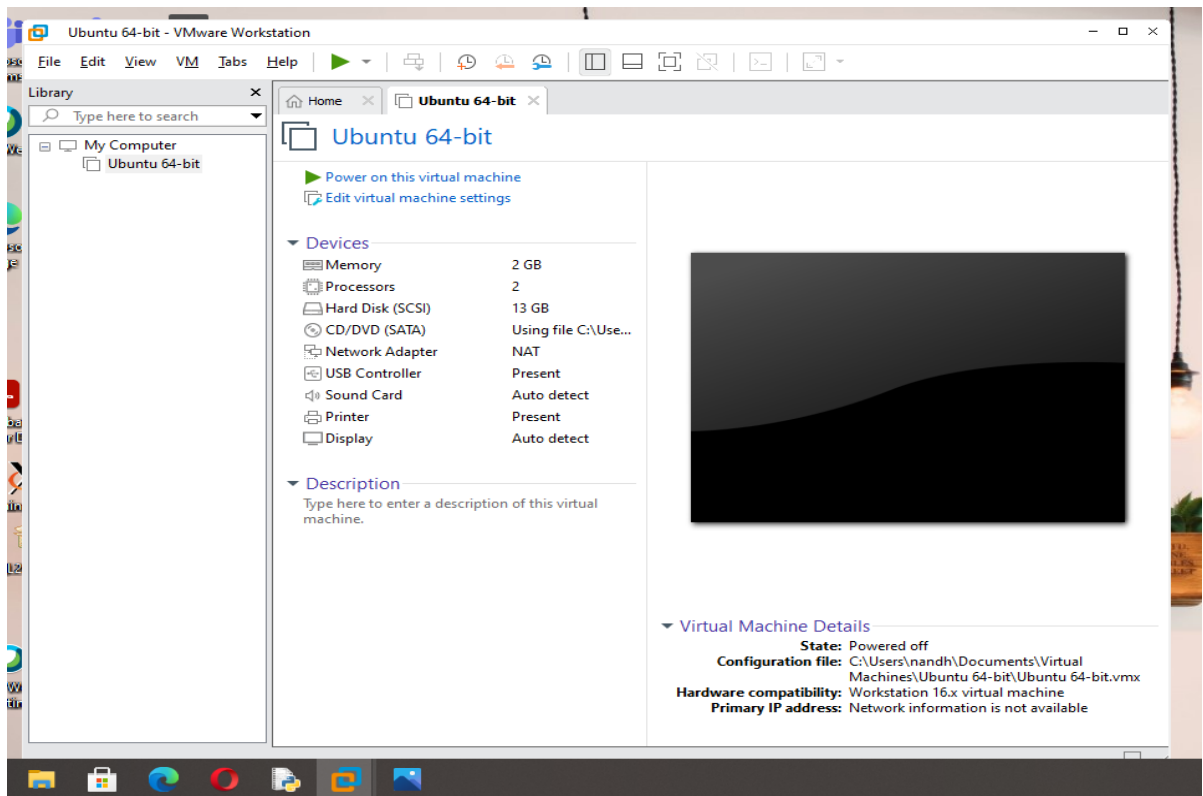 Ubuntu 64-bit - VMware Workstation
File Edit View VM Tabs Help
Library
Type here to search
My Computer
Ubuntu 64-bit
Home
Ubuntu 64-bit
Ubuntu 64-bit
Power on this virtual machine
Edit virtual machine settings
Devices
Memory 2 GB
Processors 2
Hard Disk (SCSI) 13 GB
CD/DVD (SATA) Using file C:\Use...
Network Adapter NAT
USB Controller Present
Sound Card Auto detect
Printer Present
Display Auto detect
Description
Type here to enter a description of this virtual
machine.
Virtual Machine Details
State: Powered off
Configuration file: C:\Users\nandh\Documents\Virtual
Machines\Ubuntu 64-bit\Ubuntu 64-bit.vmx
Hardware compatibility: Workstation 16.x virtual machine
Primary IP address: Network information is not available